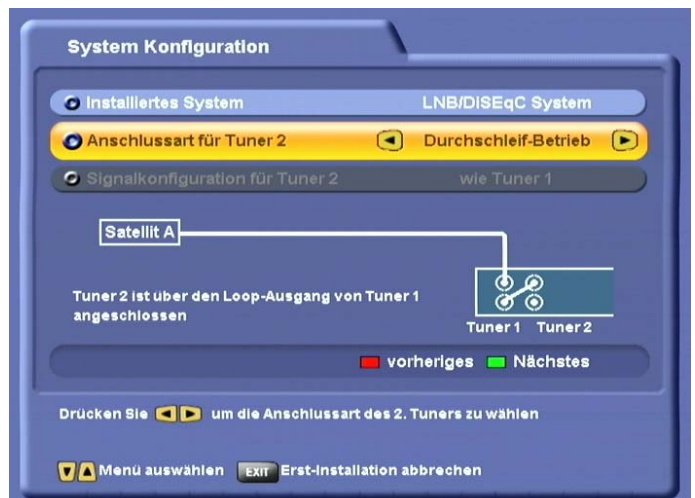 System Konfiguration
Installiertes System LNB/DiSEqC System
Anschlussart für Tuner 2 Durchschleif-Betrieb
Signalkonfiguration für Tuner 2 wie Tuner 1
Satellit A
Tuner 2 ist über den Loop-Ausgang von Tuner 1
angeschlossen
Tuner 1 Tuner 2
vorheriges Nächstes
Drücken Sie um die Anschlussart des 2. Tuners zu wählen
Menü auswählen EXIT Erst-Installation abbrechen